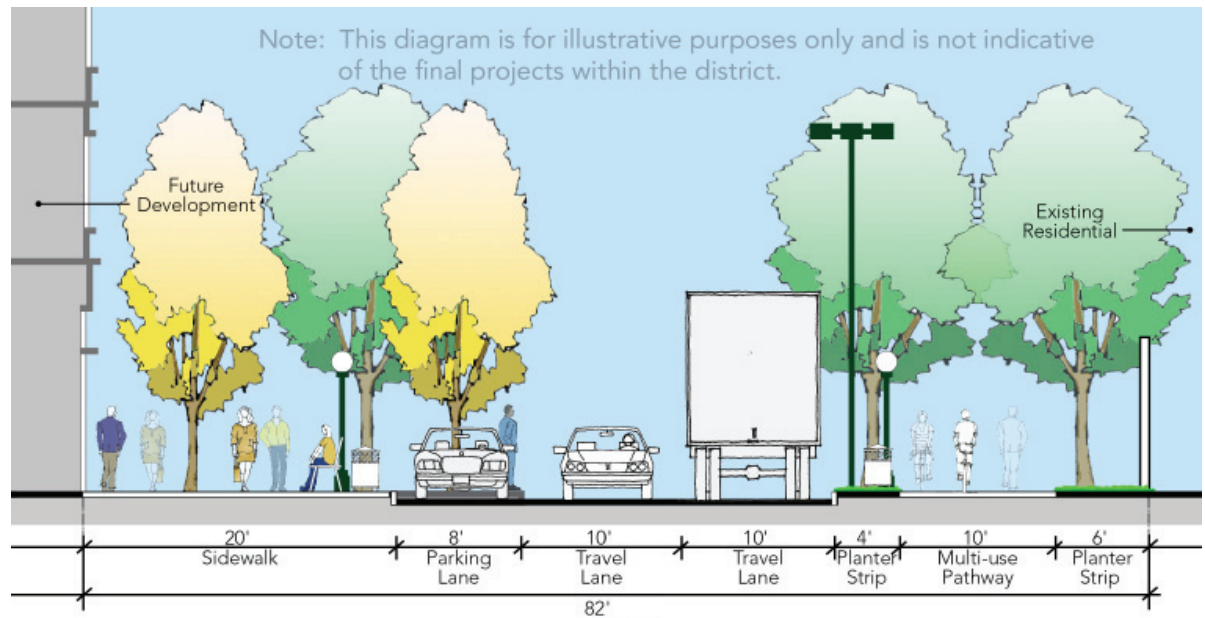 Note: This diagram is for illustrative purposes only and is not indicative
of the final projects within the district.
Future
Development
Existing
Residential
20'
Sidewalk
8'
Parking
Lane
10'
Travel
Lane
10'
Travel
Lane
4'
Planter
Strip
10'
Multi-use
Pathway
6'
Planter
Strip
82'